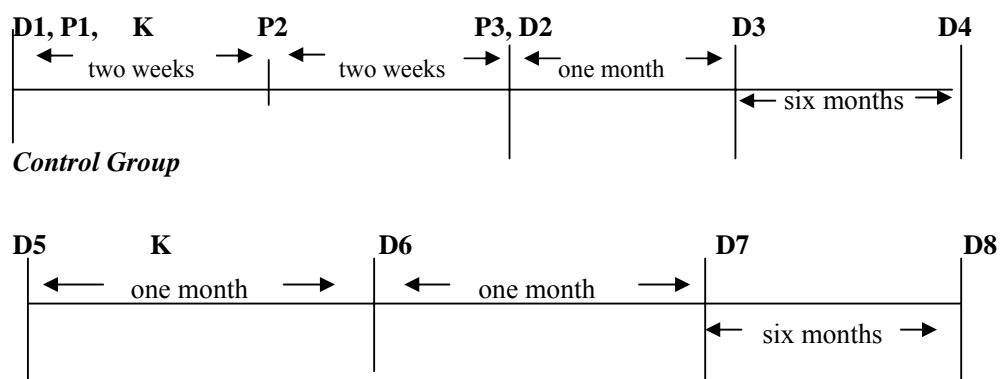 D1, P1, K P2 P3, D2 D3 D4
two weeks two weeks one month
six months
Control Group
D5 K D6 D7 D8
one month one month
six months